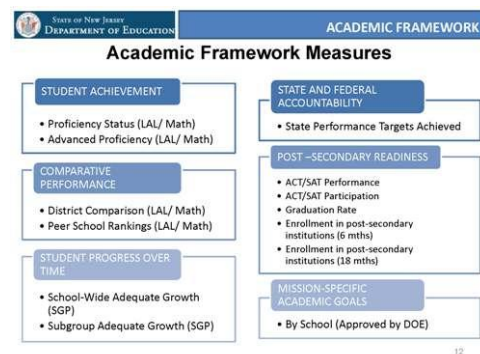 STATE OF NEW JERSEY
DEPARTMENT OF EDUCATION
ACADEMIC FRAMEWORK
Academic Framework Measures
STUDENT ACHIEVEMENT
• Proficiency Status (LAL/ Math)
• Advanced Proficiency (LAL/ Math)
COMPARATIVE
PERFORMANCE
• District Comparison (LAL/ Math)
• Peer School Rankings (LAL/ Math)
STUDENT PROGRESS OVER
TIME
• School-Wide Adequate Growth
(SGP)
• Subgroup Adequate Growth (SGP)
STATE AND FEDERAL
ACCOUNTABILITY
• State Performance Targets Achieved
POST –SECONDARY READINESS
• ACT/SAT Performance
• ACT/SAT Participation
• Graduation Rate
• Enrollment in post-secondary
institutions (6 mths)
• Enrollment in post-secondary
institutions (18 mths)
MISSION-SPECIFIC
ACADEMIC GOALS
• By School (Approved by DOE)
12